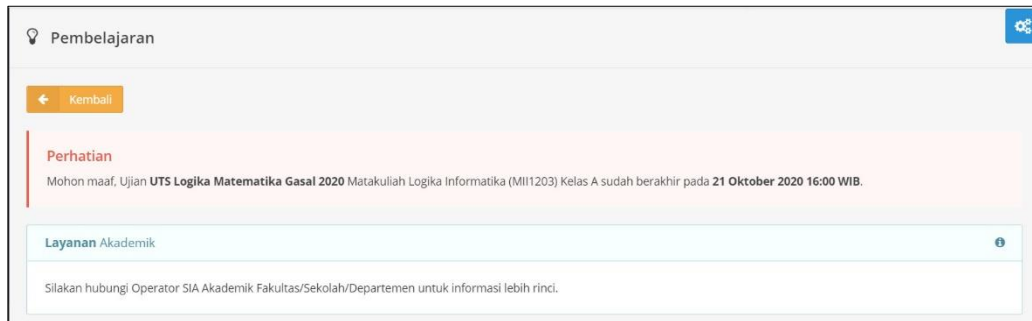 Pembelajaran
Kembali
Perhatian
Mohon maaf, Ujian UTS Logika Matematika Gasal 2020 Matakuliah Logika Informatika (MII1203) Kelas A sudah berakhir pada 21 Oktober 2020 16:00 WIB.
Layanan Akademik
Silakan hubungi Operator SIA Akademik Fakultas/Sekolah/Departemen untuk informasi lebih rinci.